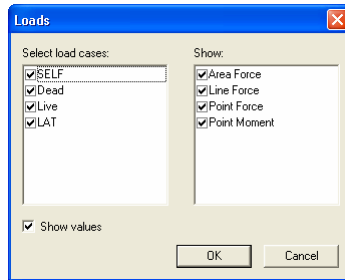 Loads
Select load cases:
SELF
Dead
Live
LAT
Show:
Area Force
Line Force
Point Force
Point Moment
Show values
OK
Cancel